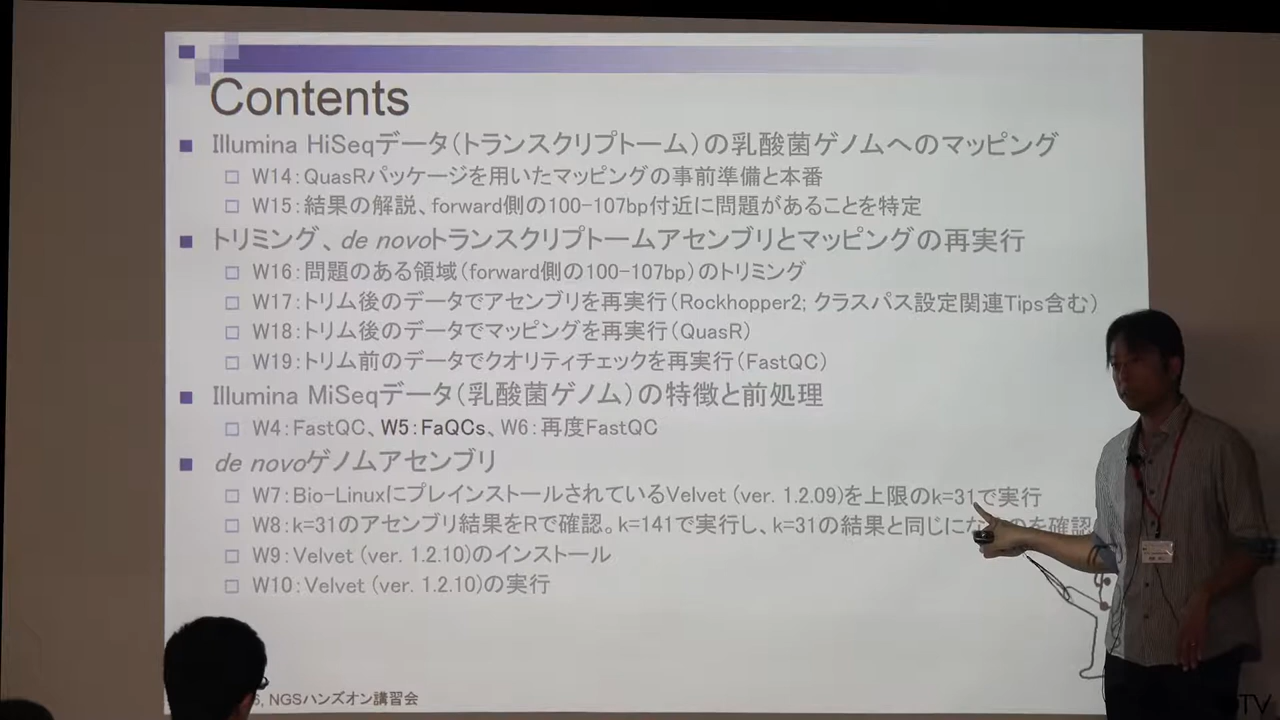 Contents
Illumina HiSeqデータ(トランスクリプトーム)の乳酸菌ゲノムへのマッピング
W14:QuasRパッケージを用いたマッピングの事前準備と本番
W15:結果の解説、forward側の100-107bp付近に問題があることを特定
トリミング、de novoトランスクリプトームアセンブリとマッピングの再実行
W16:問題のある領域(forward側の100-107bp)のトリミング
W17:トリム後のデータでアセンブリを再実行(Rockhopper2; クラスパス設定関連Tips含む)
W18:トリム後のデータでマッピングを再実行(QuasR)
W19:トリム前のデータでクオリティチェックを再実行(FastQC)
Illumina MiSeqデータ(乳酸菌ゲノム)の特徴と前処理
W4:FastQC、W5:FaQCs、W6:再度FastQC
de novoゲノムアセンブリ
W7:Bio-LinuxにプレインストールされているVelvet (ver. 1.2.09)を上限のk=31で実行
W8:k=31のアセンブリ結果をRで確認。k=141で実行し、k=31の結果と同じにな のを確認
W9:Velvet (ver. 1.2.10)のインストール
W10:Velvet (ver. 1.2.10)の実行
, NGSハンズオン講習会
TV